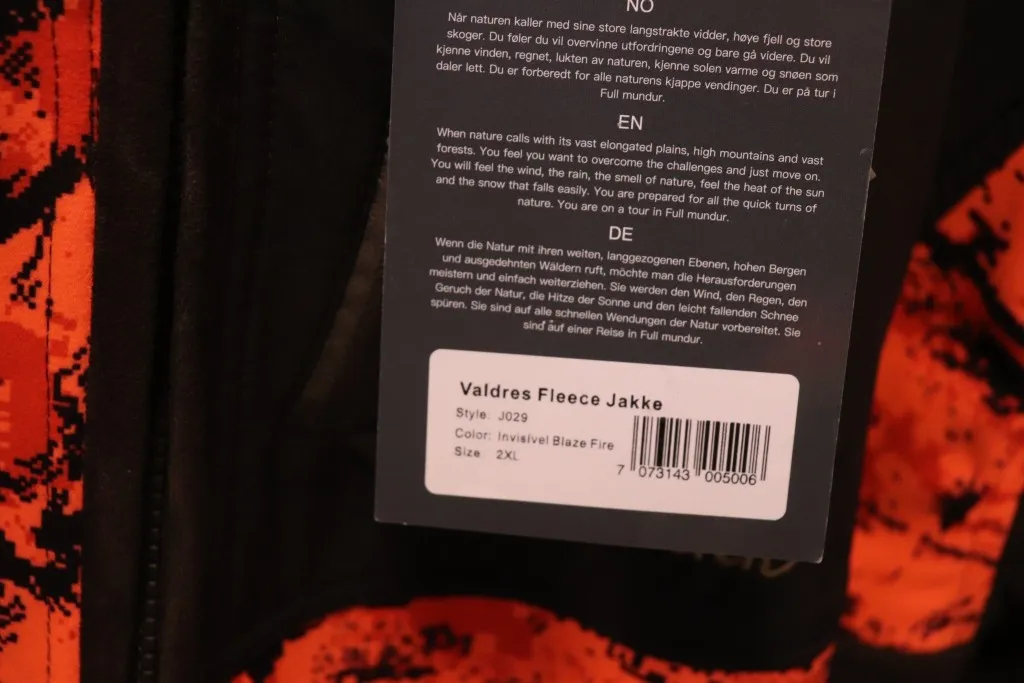 NO
Når naturen kaller med sine store langstrakte vidder, høye fjell og store
skoger. Du føler du vil overvinne utfordringene og bare gå videre. Du vil
kjenne vinden, regnet, lukten av naturen, kjenne solen varme og snøen som
daler lett. Du er forberedt for alle naturens kjappe vendinger. Du er på tur i
Full mundur.
EN
When nature calls with its vast elongated plains, high mountains and vast
forests. You feel you want to overcome the challenges and just move on.
You will feel the wind, the rain, the smell of nature, feel the heat of the sun
and the snow that falls easily. You are prepared for all the quick turns of
nature. You are on a tour in Full mundur.
DE
Wenn die Natur mit ihren weiten, langgezogenen Ebenen, hohen Bergen
und ausgedehnten Wäldern ruft, möchte man die Herausforderungen
meistern und einfach weiterziehen. Sie werden den Wind, den Regen, den
Geruch der Natur, die Hitze der Sonne und den leicht fallenden Schnee
spüren. Sie sind auf alle schnellen Wendungen der Natur vorbereitet. Sie
sind auf einer Reise in Full mundur.
Valdres Fleece Jakke
Style: J029
Color: Invisivel Blaze Fire
Size 2XL
7 073143 005006